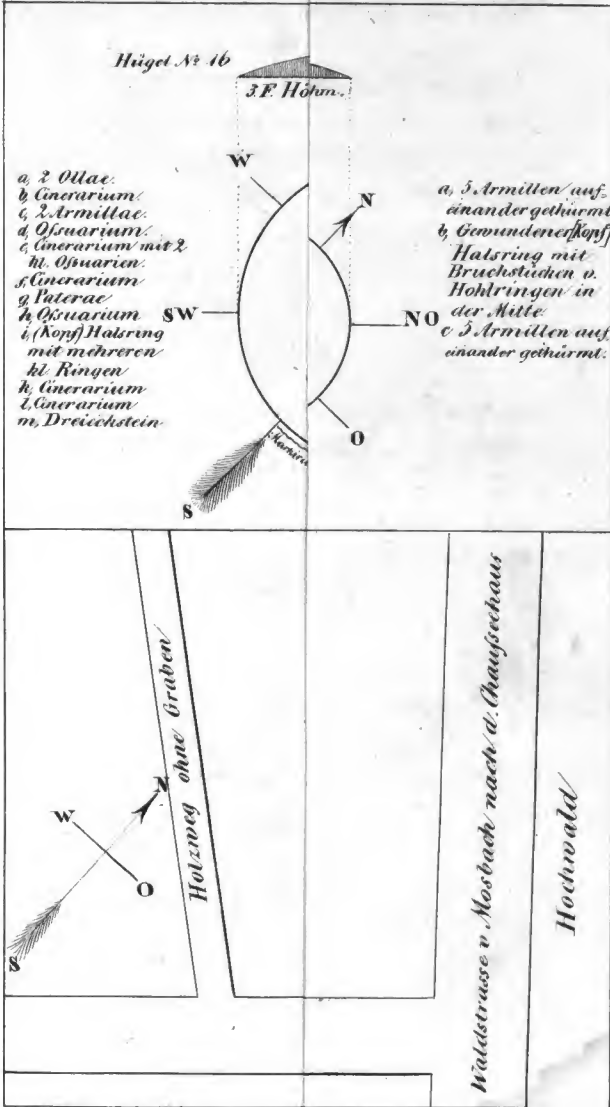 Hügel № 16
3. F. Höhm.
W
N
SW
NO
O
S
a, 2 Ollae.
b, Cinerarium.
c, 2 Armillae.
d, Oſsuarium.
e, Cinerarium mit 2
kl. Oſsuarien.
f, Cinerarium
g, Paterae
h, Oſsuarium
i, (Kopf) Halsring
mit mehreren
kl Ringen
k, Cinerarium
l, Cinerarium
m, Dreieckstein
a, 5 Armillen auf-
einander gethürmt
b, Gewundener (Kopf)
Halsring mit
Bruchstücken v.
Hohlringen in
der Mitte.
c 5 Armillen auf
einander gethürmt.
Holzweg ohne Graben
N
W
O
S
Waldstrasse v Mosbach nach d. Chauſseehaus
Hochwald